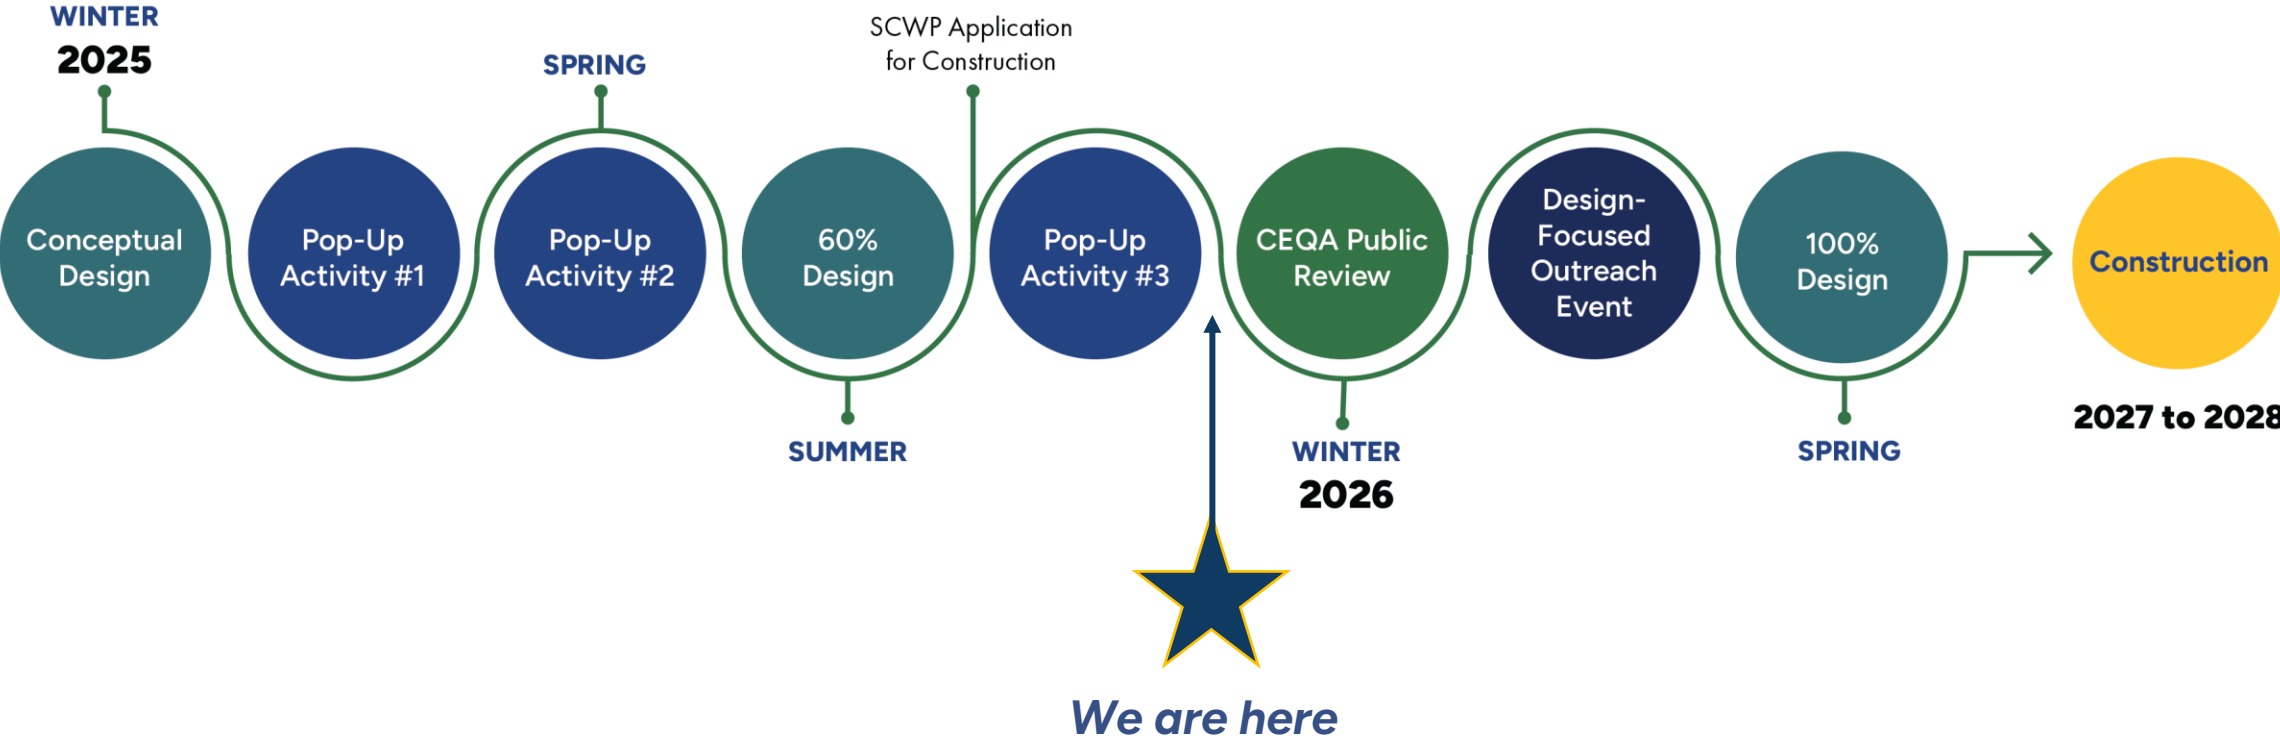 WINTER
2025
Conceptual
Design
Pop-Up
Activity #1
SPRING
Pop-Up
Activity #2
60%
Design
SUMMER
SCWP Application
for Construction
Pop-Up
Activity #3
We are here
CEQA Public
Review
WINTER
2026
Design-
Focused
Outreach
Event
100%
Design
SPRING
Construction
2027 to 2028